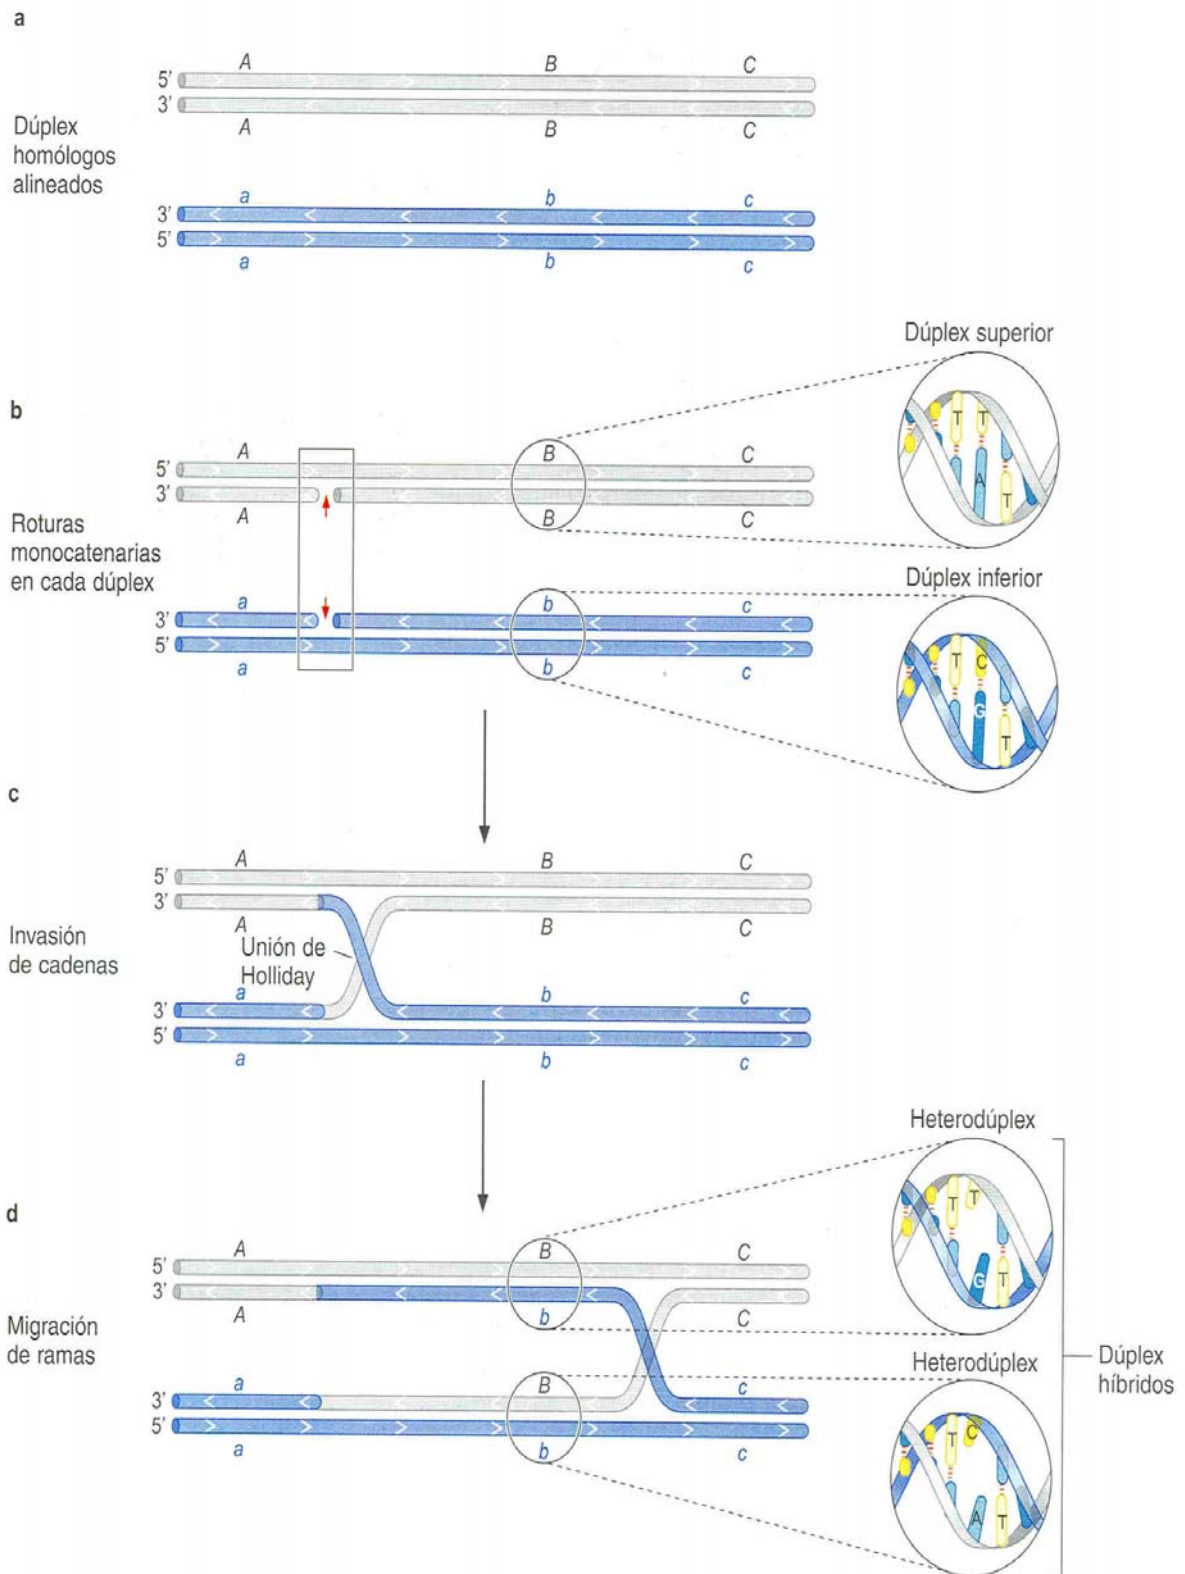 a
A B C
5'
3'
A B C
Dúplex
homólogos
alineados
a b c
3'
5'
a b c
Dúplex superior
T T
A
T
b
A B C
5'
3'
A B C
Roturas
monocatenarias
en cada dúplex
a b c
3'
5'
a b c
Dúplex inferior
T C
G
T
c
A B C
5'
3'
A B C
Invasión
de cadenas
Unión de
Holliday
a b c
3'
5'
a b c
Heterodúplex
T T
G T
d
A B C
5'
3'
A b C
Migración
de ramas
Heterodúplex
Dúplex
híbridos
a B c
3'
5'
a b c
T C
A T